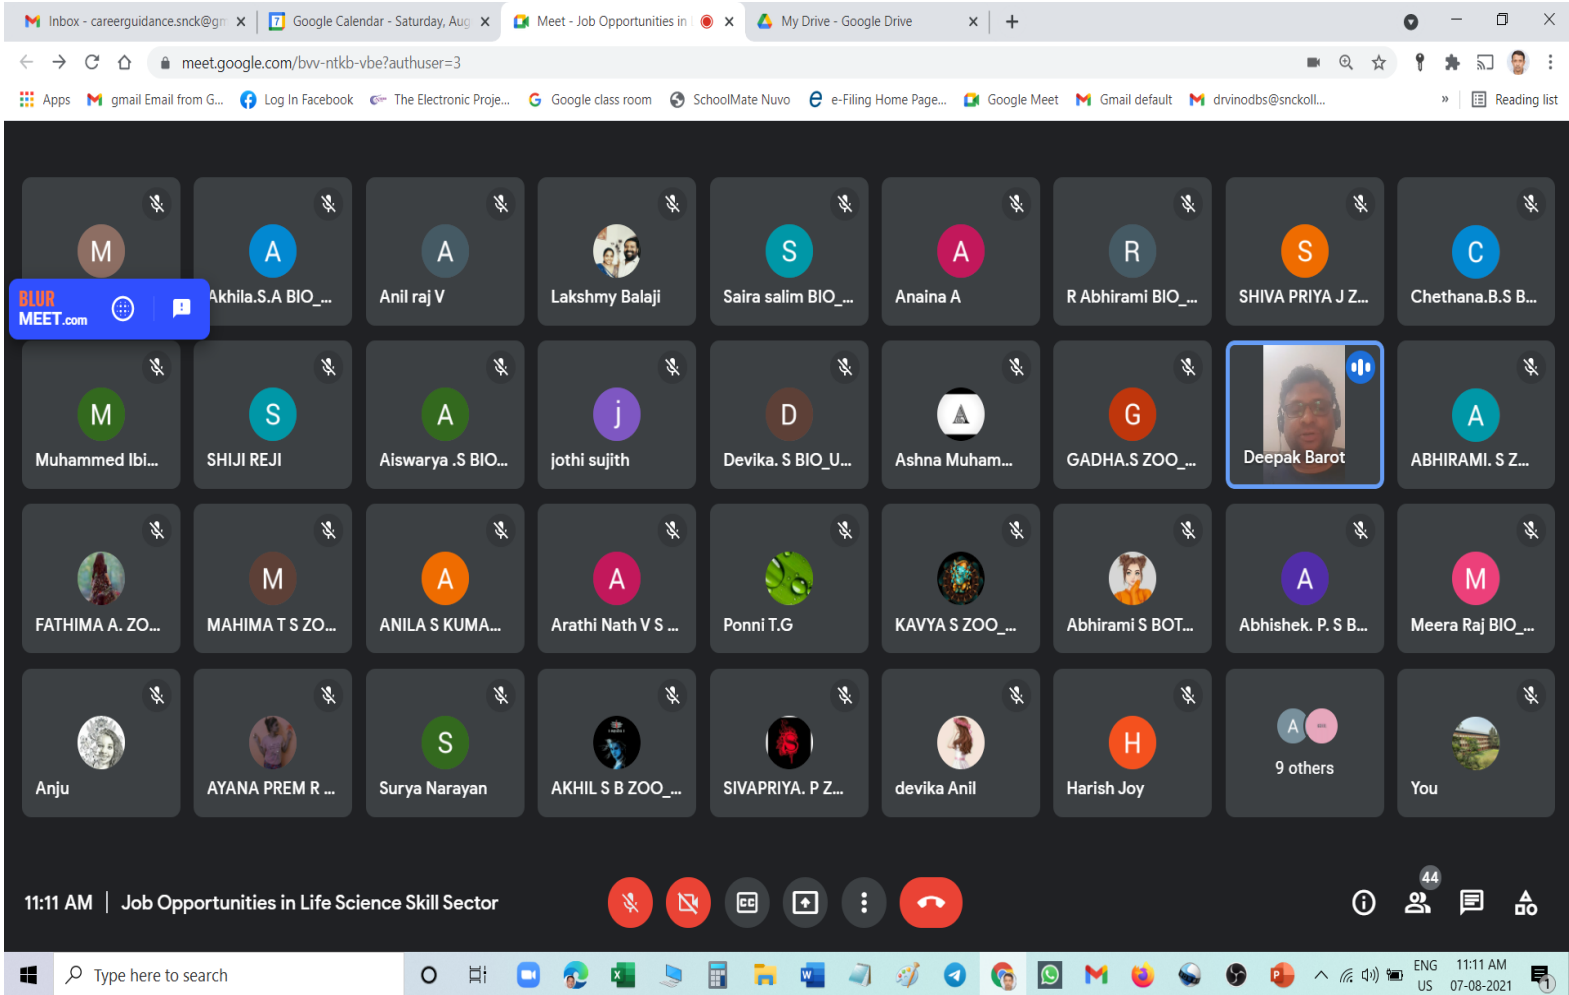 Inbox - careerguidance.snck@gm
Google Calendar - Saturday, Aug
Meet - Job Opportunities in
My Drive - Google Drive
meet.google.com/bvv-ntkb-vbe?authuser=3
Apps
gmail Email from G...
Log In Facebook
The Electronic Proje...
Google class room
SchoolMate Nuvo
e-Filing Home Page...
Google Meet
Gmail default
drvinodbs@snckoll...
»
Reading list
M
A
A
S
A
R
S
C
BLUR
MEET.com
Akhila.S.A BIO_...
Anil raj V
Lakshmy Balaji
Saira salim BIO_...
Anaina A
R Abhirami BIO_...
SHIVA PRIYA J Z...
Chethana.B.S B...
M
S
A
j
D
A
G
A
Muhammed Ibi...
SHIJI REJI
Aiswarya .S BIO...
jothi sujith
Devika. S BIO_U...
Ashna Muham...
GADHA.S ZOO_...
Deepak Barot
ABHIRAMI. S Z...
M
A
A
A
M
FATHIMA A. ZO...
MAHIMA T S ZO...
ANILA S KUMA...
Arathi Nath V S ...
Ponni T.G
KAVYA S ZOO_...
Abhirami S BOT...
Abhishek. P. S B...
Meera Raj BIO_...
S
H
A
Anju
AYANA PREM R ...
Surya Narayan
AKHIL S B ZOO_...
SIVAPRIYA. P Z...
devika Anil
Harish Joy
9 others
You
11:11 AM | Job Opportunities in Life Science Skill Sector
CC
44
Type here to search
ENG
US
11:11 AM
07-08-2021
1